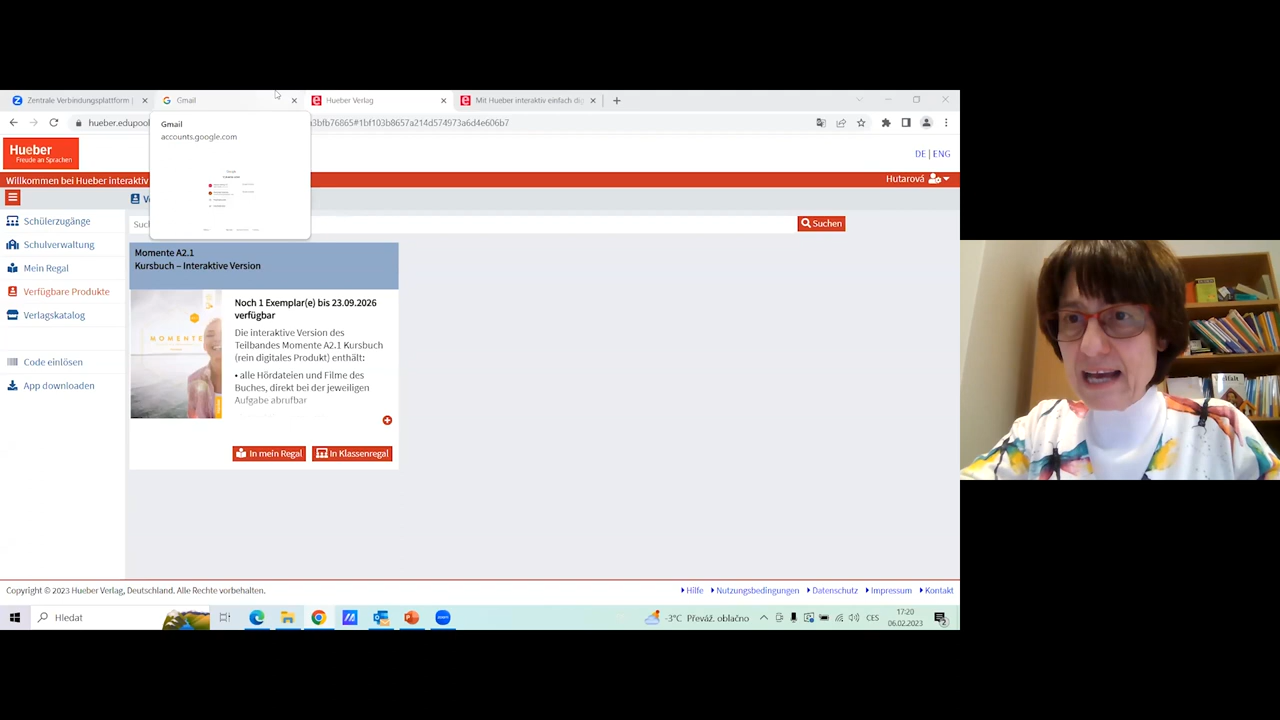 Zentrale Verbindungsplattform |
Gmail
Hueber Verlag
Mit Hueber interaktiv einfach dig
hueber.edupool
a3bfb76865#1bf103b8657a214d574973a6d4e606b7
Gmail
accounts.google.com
Google
Hueber
Freude an Sprachen
DE | ENG
Willkommen bei Hueber interaktiv
Hutarová
Schülerzugänge
Schulverwaltung
Mein Regal
Verfügbare Produkte
Verlagskatalog
Code einlösen
App downloaden
Suchen
Momente A2.1
Kursbuch – Interaktive Version
MOMENTE
Noch 1 Exemplar(e) bis 23.09.2026
verfügbar
Die interaktive Version des
Teilbandes Momente A2.1 Kursbuch
(rein digitales Produkt) enthält:
• alle Hördateien und Filme des
Buches, direkt bei der jeweiligen
Aufgabe abrufbar
In mein Regal
In Klassenregal
Copyright © 2023 Hueber Verlag, Deutschland. Alle Rechte vorbehalten.
Hilfe
Nutzungsbedingungen
Datenschutz
Impressum
Kontakt
Hledat
-3°C Převáž. oblačno
CES
17:20
06.02.2023
2